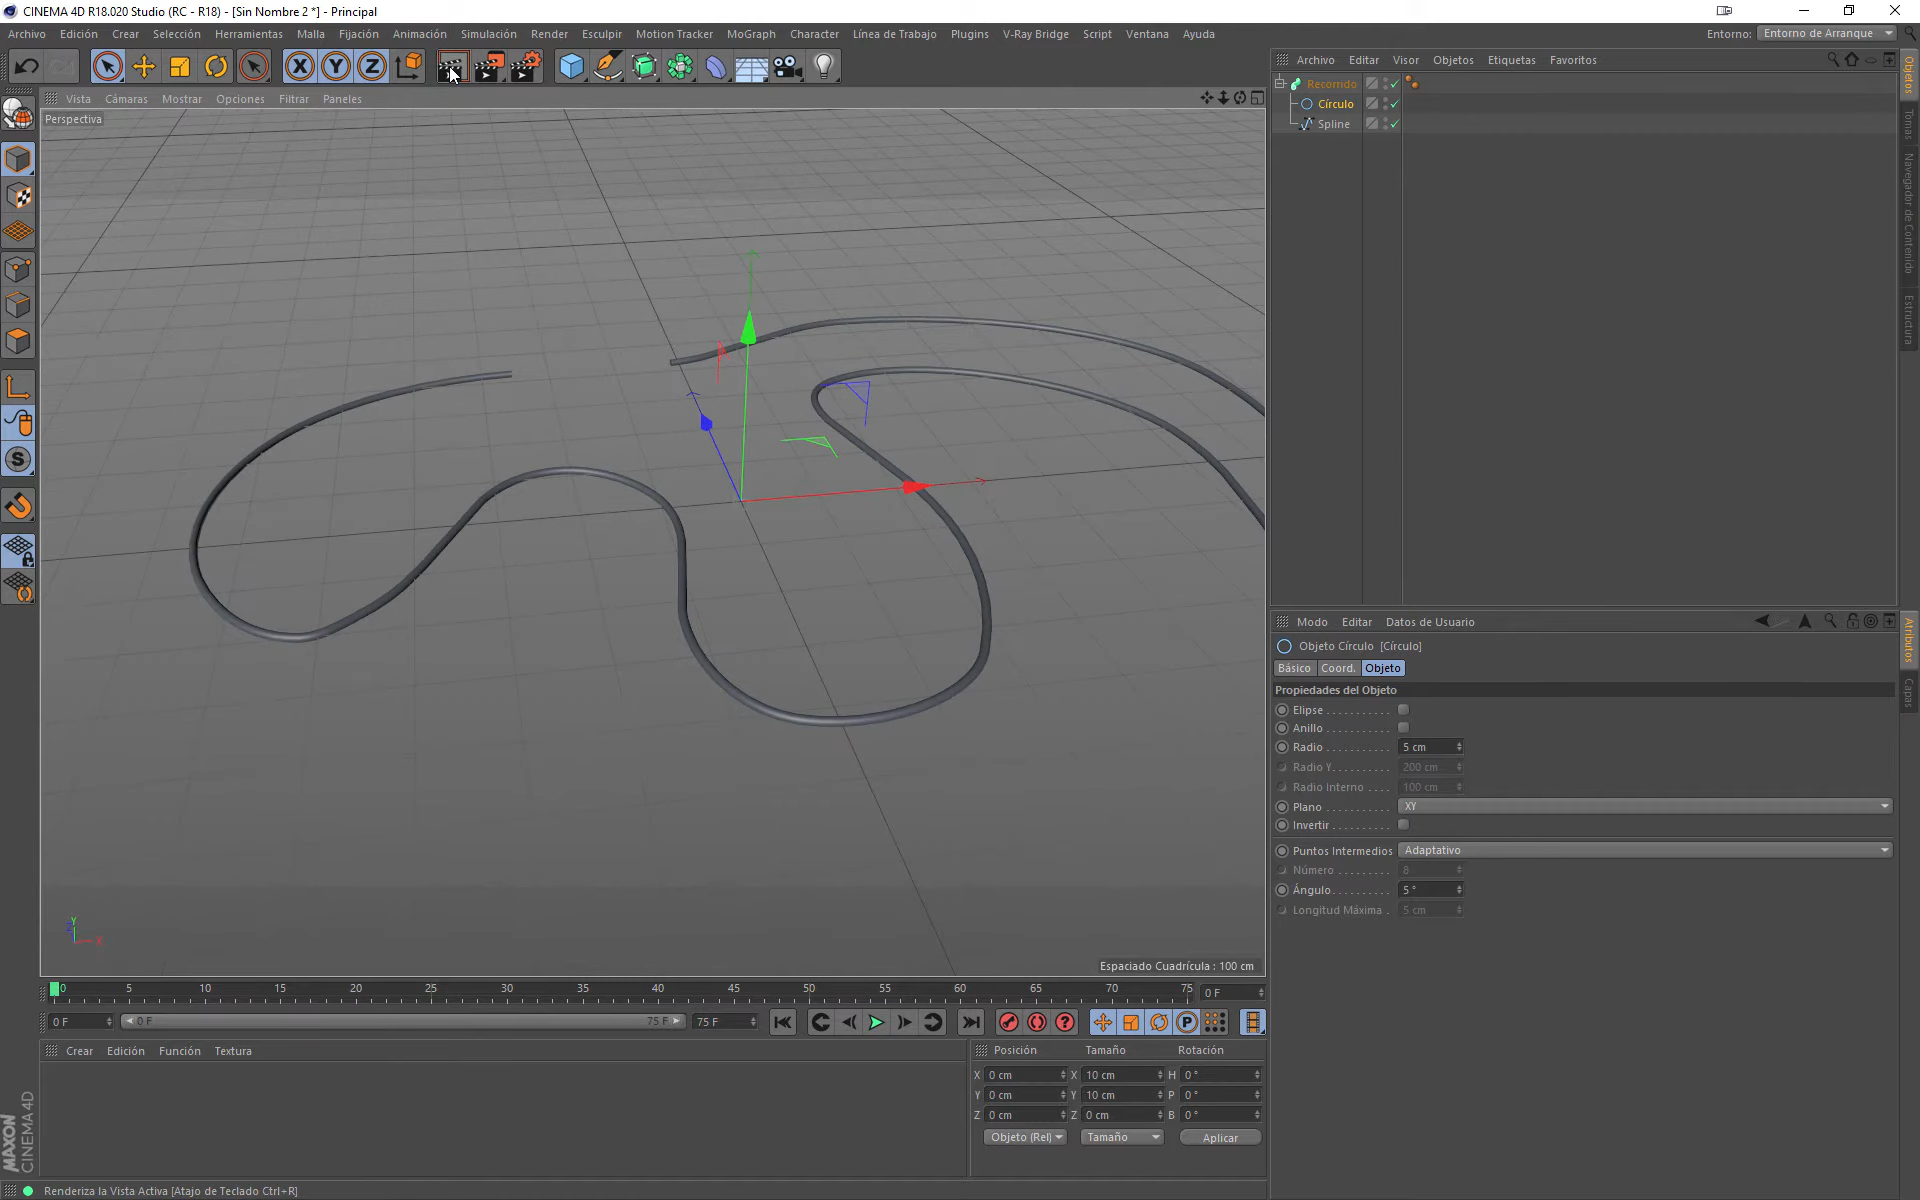 CINEMA 4D R18.020 Studio (RC - R18) - [Sin Nombre 2 *] - Principal
Archivo Edición Crear Selección Herramientas Malla Fijación Animación Simulación Render Esculpir Motion Tracker MoGraph Character Línea de Trabajo Plugins V-Ray Bridge Script Ventana Ayuda
Entorno: Entorno de Arranque
X Y Z
Archivo Editar Visor Objetos Etiquetas Favoritos
Vista Cámaras Mostrar Opciones Filtrar Paneles
Perspectiva
Recorrido
Círculo
Spline
Objetos
Tomas
Navegador de Contenido
Estructura
S
Y
Z
X
Espaciado Cuadrícula : 100 cm
Modo Editar Datos de Usuario
Objeto Círculo [Círculo]
Básico Coord. Objeto
Propiedades del Objeto
Elipse . . . . . . . . . .
Anillo . . . . . . . . . .
Radio . . . . . . . . . . 5 cm
Radio Y. . . . . . . . . 200 cm
Radio Interno . . . . 100 cm
Plano . . . . . . . . . . XY
Invertir . . . . . . . . .
Puntos Intermedios Adaptativo
Número . . . . . . . . 8
Ángulo. . . . . . . . . 5 °
Longitud Máxima . 5 cm
Atributos
Capas
0 5 10 15 20 25 30 35 40 45 50 55 60 65 70 75
0 F
0 F 0 F 75 F 75 F
P
Crear Edición Función Textura
Posición Tamaño Rotación
X 0 cm X 10 cm H 0 °
Y 0 cm Y 10 cm P 0 °
Z 0 cm Z 0 cm B 0 °
Objeto (Rel) Tamaño Aplicar
MAXON
CINEMA 4D
Renderiza la Vista Activa [Atajo de Teclado Ctrl+R]